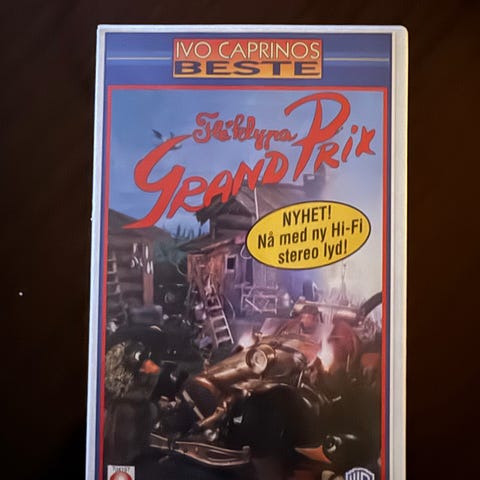 IVO CAPRINOS
BESTE
Flåklypa
GRAND PRIX
NYHET!
Nå med ny Hi-Fi
stereo lyd!